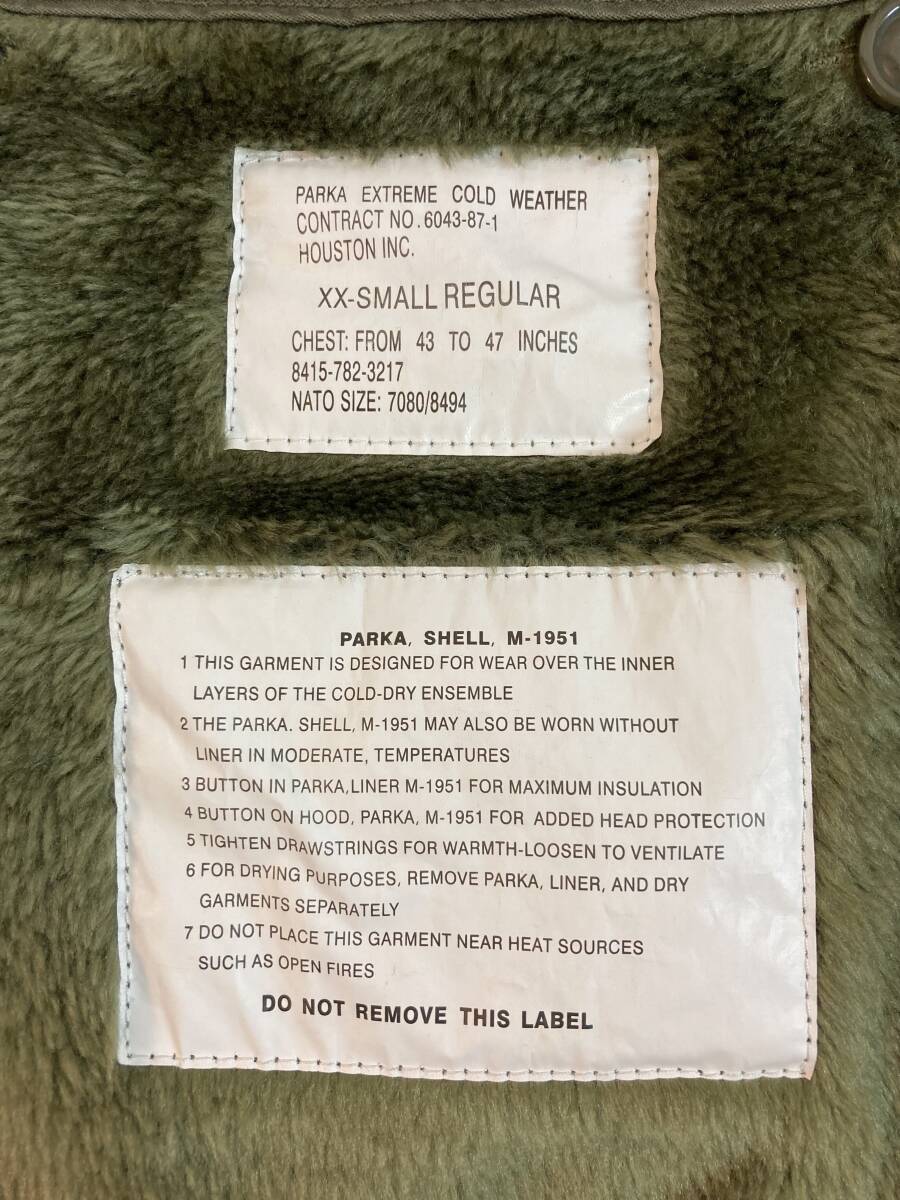 PARKA EXTREME COLD WEATHER
CONTRACT NO.6043-87-1
HOUSTON INC.
XX-SMALL REGULAR
CHEST: FROM 43 TO 47 INCHES
8415-782-3217
NATO SIZE: 7080/8494
PARKA, SHELL, M-1951
1 THIS GARMENT IS DESIGNED FOR WEAR OVER THE INNER
LAYERS OF THE COLD-DRY ENSEMBLE
2 THE PARKA. SHELL, M-1951 MAY ALSO BE WORN WITHOUT
LINER IN MODERATE, TEMPERATURES
3 BUTTON IN PARKA,LINER M-1951 FOR MAXIMUM INSULATION
4 BUTTON ON HOOD, PARKA, M-1951 FOR ADDED HEAD PROTECTION
5 TIGHTEN DRAWSTRINGS FOR WARMTH-LOOSEN TO VENTILATE
6 FOR DRYING PURPOSES, REMOVE PARKA, LINER, AND DRY
GARMENTS SEPARATELY
7 DO NOT PLACE THIS GARMENT NEAR HEAT SOURCES
SUCH AS OPEN FIRES
DO NOT REMOVE THIS LABEL